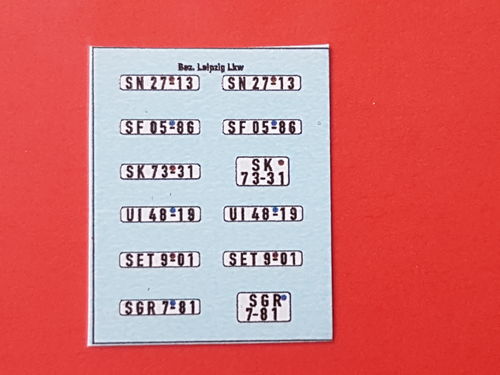 Bez. Leipzig Lkw
SN 27-13 SN 27-13
SF 05-86 SF 05-86
SK 73-31 SK
73-31
UI 48-19 UI 48-19
SET 9-01 SET 9-01
SGR 7-81 SGR
7-81